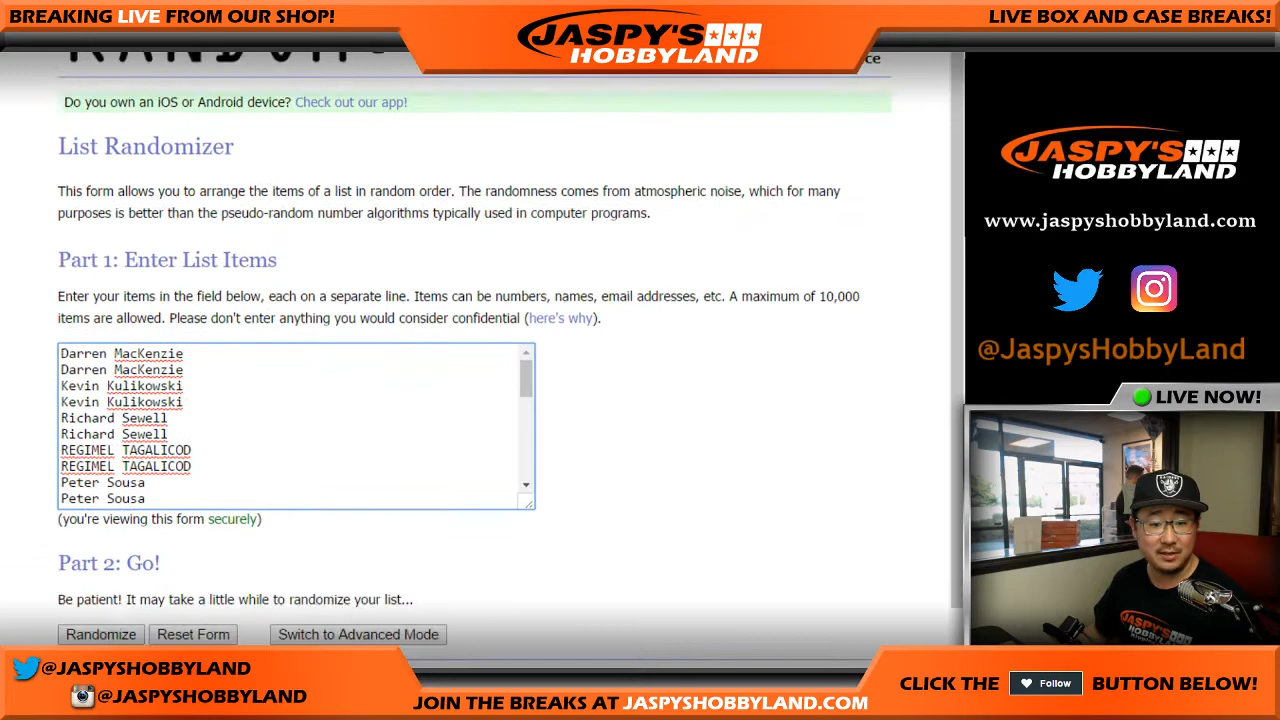 BREAKING LIVE FROM OUR SHOP!
JASPY'S
HOBBYLAND
LIVE BOX AND CASE BREAKS!
Do you own an iOS or Android device? Check out our app!
List Randomizer
This form allows you to arrange the items of a list in random order. The randomness comes from atmospheric noise, which for many
purposes is better than the pseudo-random number algorithms typically used in computer programs.
Part 1: Enter List Items
Enter your items in the field below, each on a separate line. Items can be numbers, names, email addresses, etc. A maximum of 10,000
items are allowed. Please don't enter anything you would consider confidential (here's why).
Darren MacKenzie
Darren MacKenzie
Kevin Kulikowski
Kevin Kulikowski
Richard Sewell
Richard Sewell
REGIMEL TAGALICOD
REGIMEL TAGALICOD
Peter Sousa
Peter Sousa
(you're viewing this form securely)
Part 2: Go!
Be patient! It may take a little while to randomize your list...
Randomize Reset Form Switch to Advanced Mode
JASPY'S
HOBBYLAND
www.jaspyshobbyland.com
@JaspysHobbyLand
LIVE NOW!
@JASPYSHOBBYLAND
@JASPYSHOBBYLAND
JOIN THE BREAKS AT JASPYSHOBBYLAND.COM
CLICK THE Follow BUTTON BELOW!